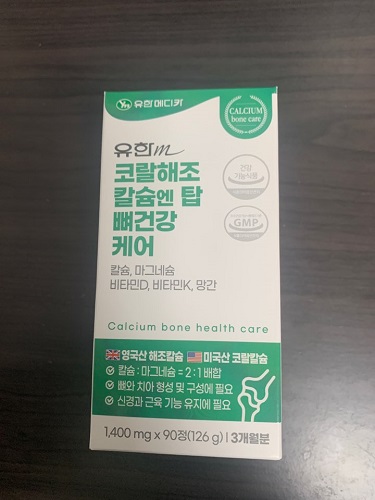 유한메디카
CALCIUM
bone care
유한m
코랄해조
칼슘엔 탑
뼈건강
케어
건강
기능식품
GMP
칼슘, 마그네슘
비타민D, 비타민K, 망간
Calcium bone health care
영국산 해조칼슘 미국산 코랄칼슘
칼슘 : 마그네슘 = 2 : 1 배합
뼈와 치아 형성 및 구성에 필요
신경과 근육 기능 유지에 필요
1,400 mg x 90정(126 g) | 3개월분